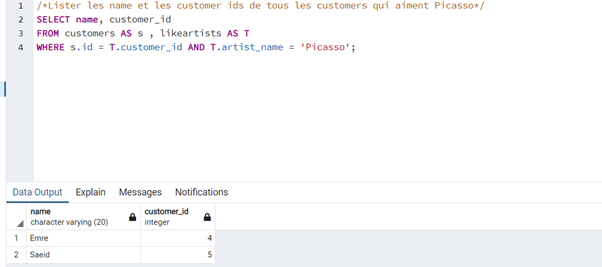 1 /*Lister les name et les customer ids de tous les customers qui aiment Picasso*/
2 SELECT name, customer_id
3 FROM customers AS s , likeartists AS T
4 WHERE s.id = T.customer_id AND T.artist_name = 'Picasso';
Data Output Explain Messages Notifications
name customer_id
character varying (20) integer
1 Emre 4
2 Saeid 5